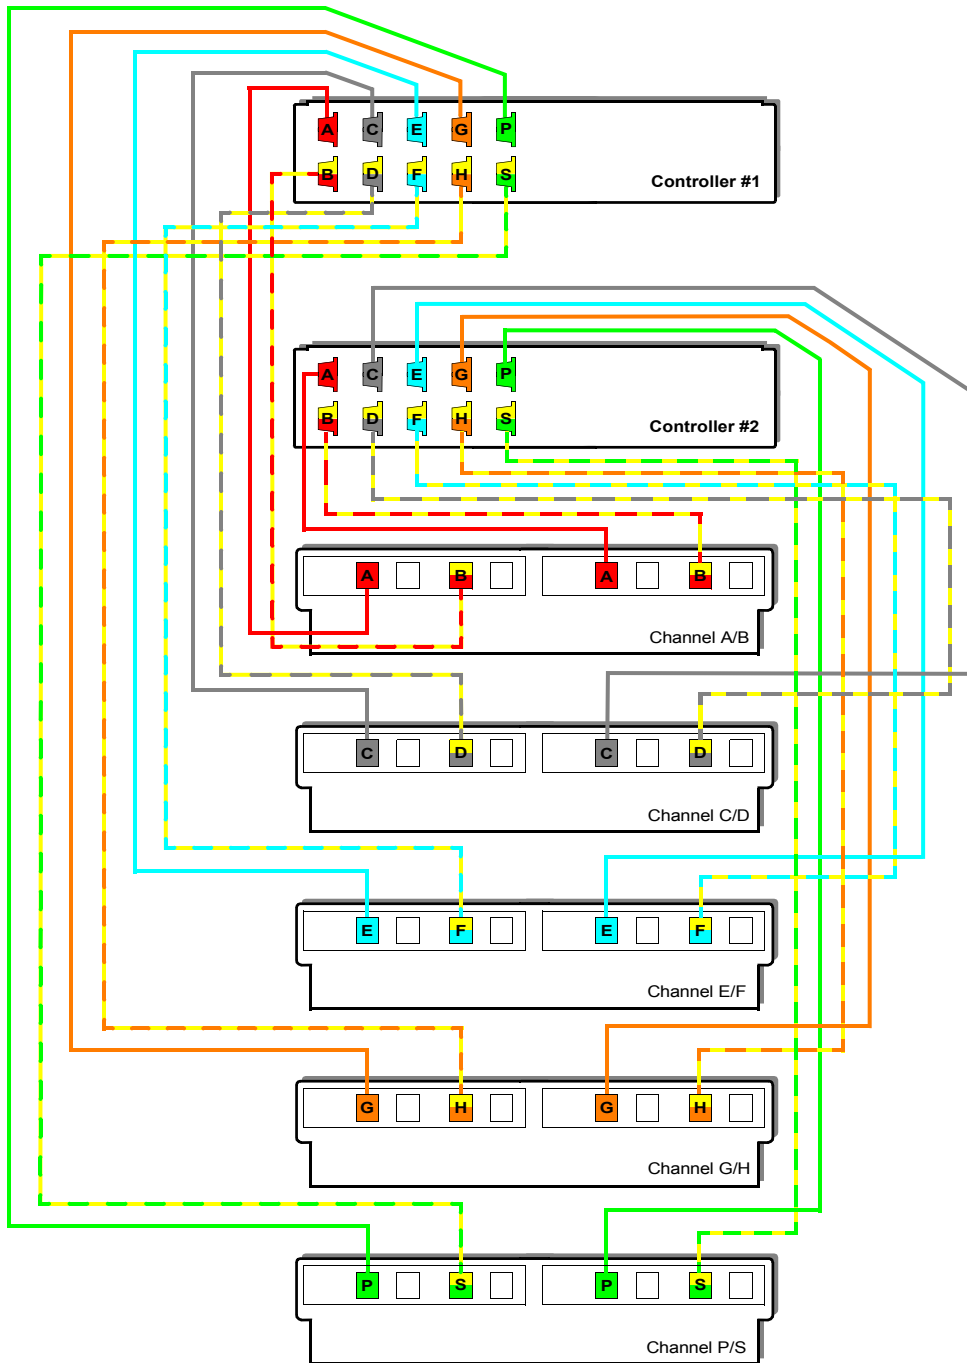 A C E G P
B D F H S
Controller #1
A C E G P
B D F H S
Controller #2
A B A B
Channel A/B
C D C D
Channel C/D
E F E F
Channel E/F
G H G H
Channel G/H
P S P S
Channel P/S